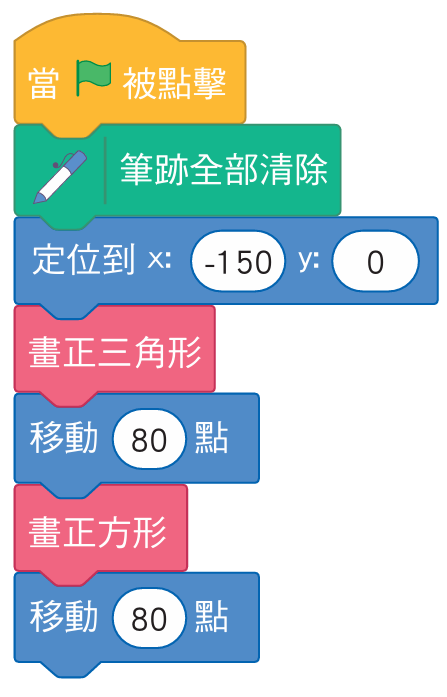 當 被點擊
筆跡全部清除
定位到 x: -150 y: 0
畫正三角形
移動 80 點
畫正方形
移動 80 點